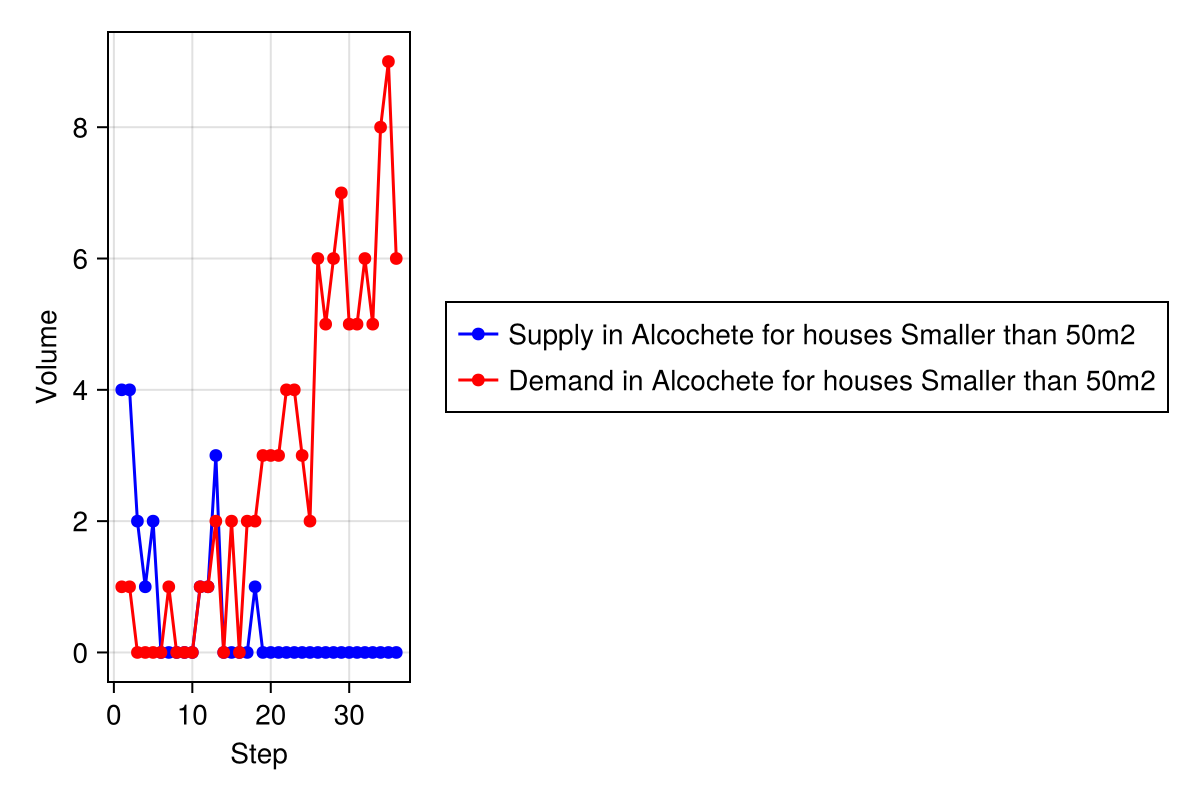 8
6
4
2
0
Volume
0 10 20 30
Step
Supply in Alcochete for houses Smaller than 50m2
Demand in Alcochete for houses Smaller than 50m2